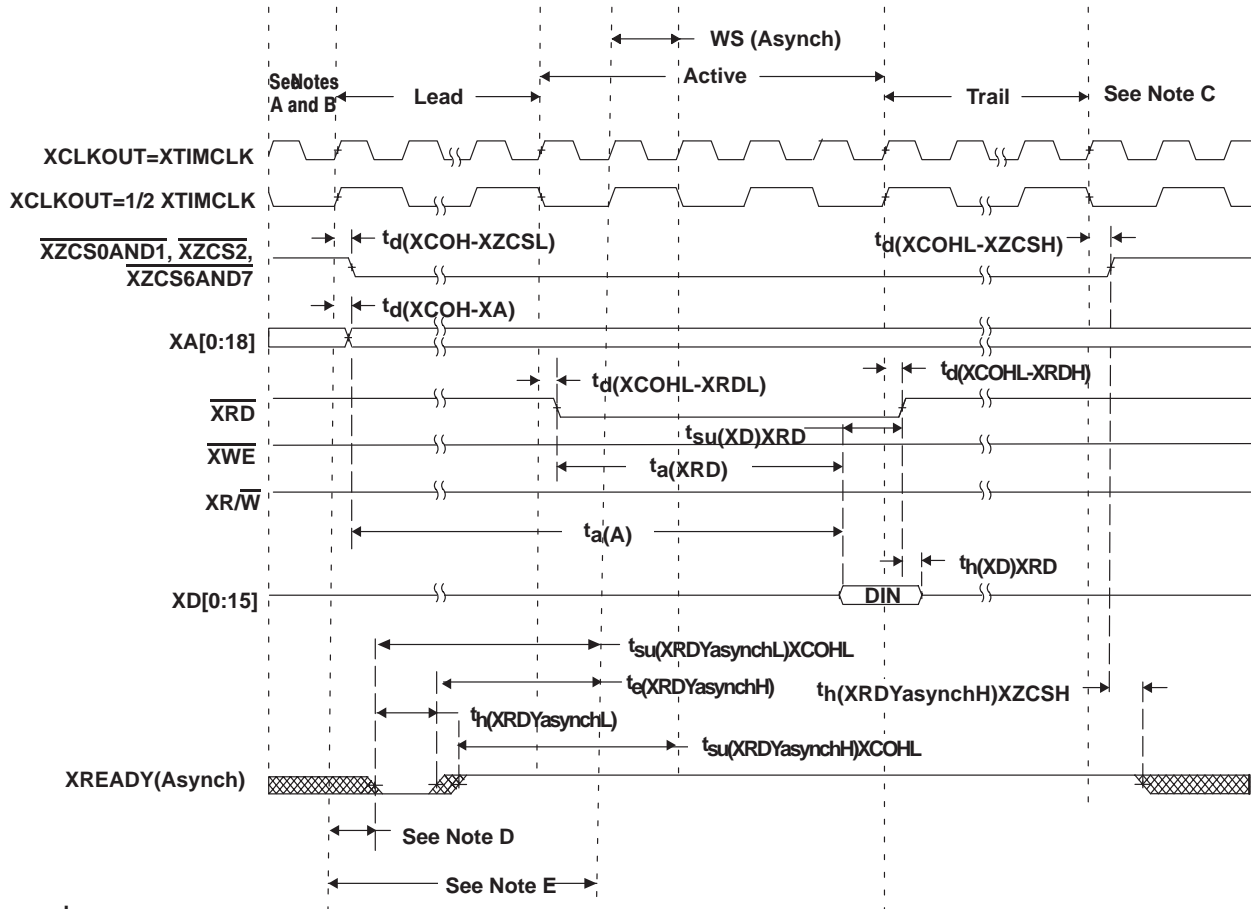 WS (Asynch)
Active
See Notes
A and B
Lead
Trail
See Note C
XCLKOUT=XTIMCLK
XCLKOUT=1/2 XTIMCLK
td(XCOH-XZCSL)
td(XCOHL-XZCSH)
XZCS0AND1, XZCS2,
XZCS6AND7
td(XCOH-XA)
XA[0:18]
td(XCOHL-XRDL)
td(XCOHL-XRDH)
XRD
tsu(XD)XRD
XWE
ta(XRD)
XR/W
ta(A)
th(XD)XRD
XD[0:15]
DIN
tsu(XRDYasynchL)XCOHL
te(XRDYasynchH)
th(XRDYasynchH)XZCSH
th(XRDYasynchL)
tsu(XRDYasynchH)XCOHL
XREADY(Asynch)
See Note D
See Note E